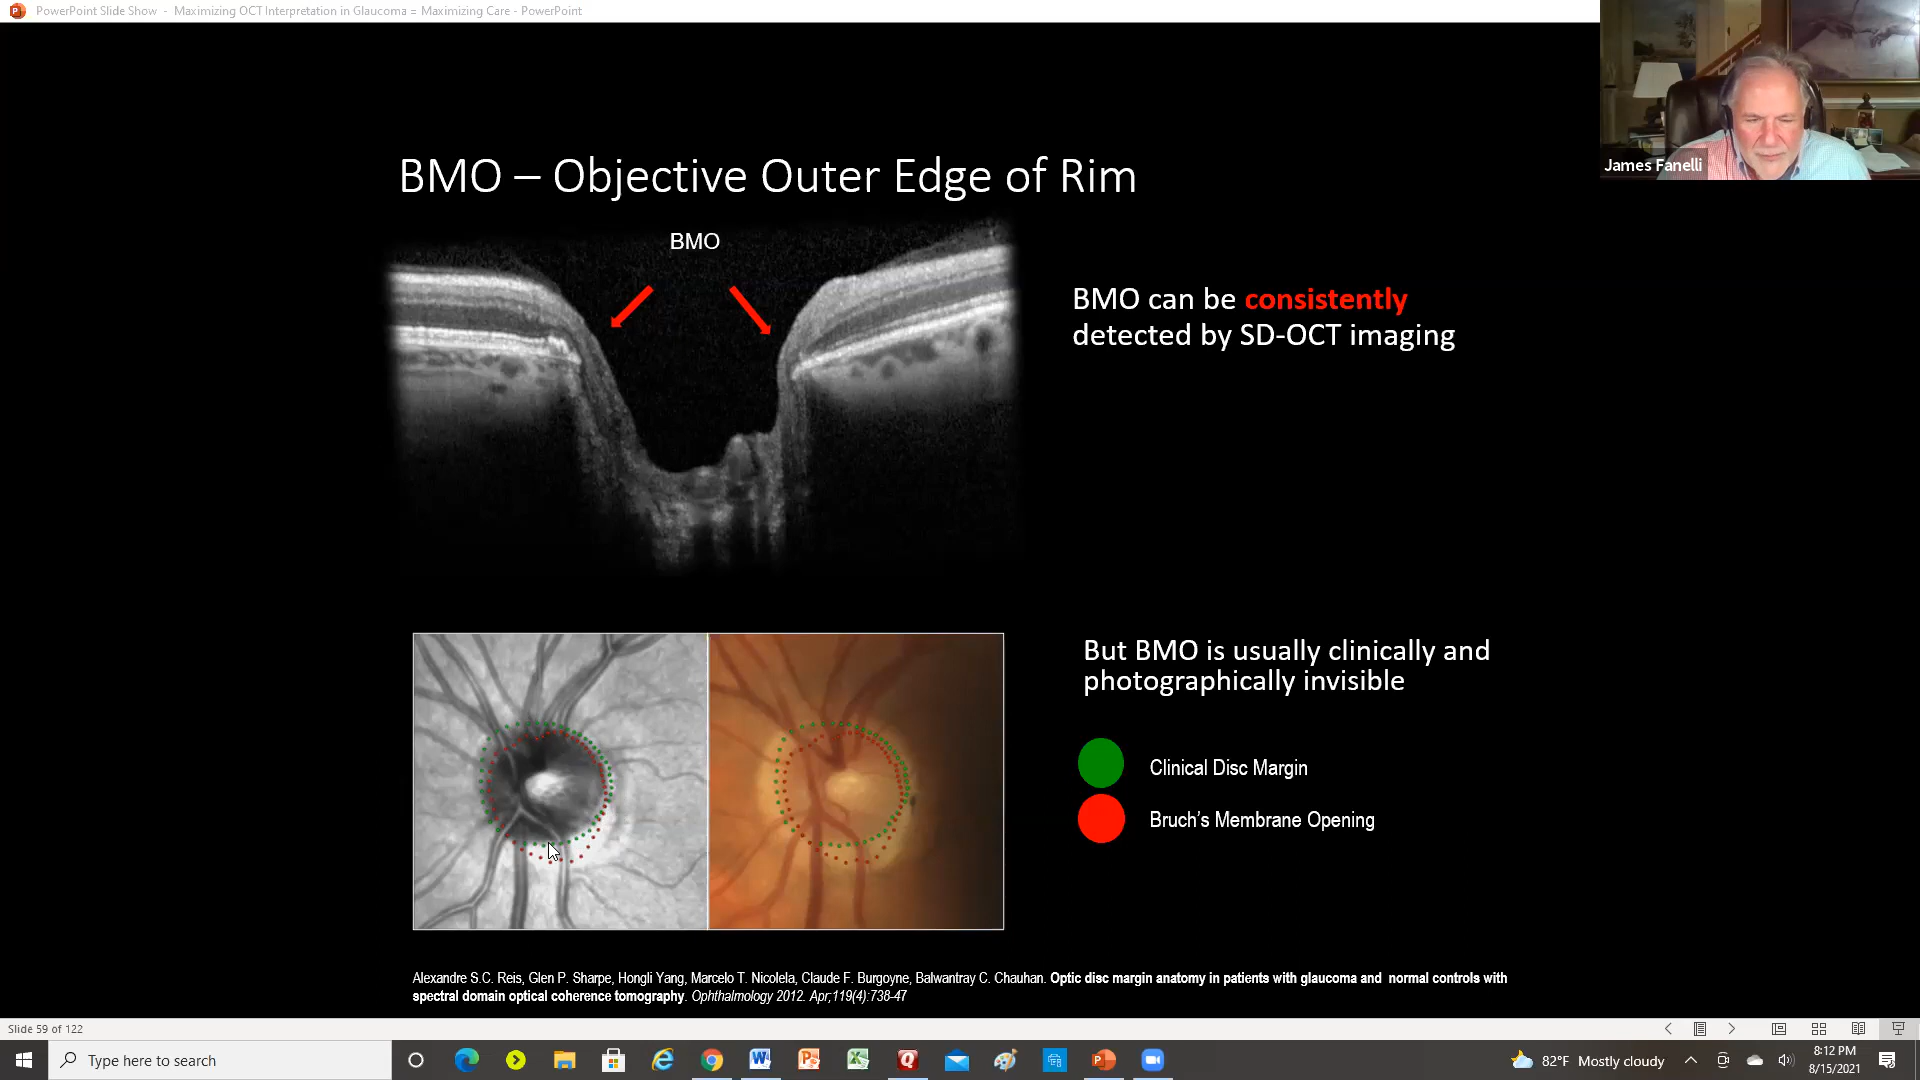 PowerPoint Slide Show - Maximizing OCT Interpretation in Glaucoma = Maximizing Care - PowerPoint
James Fanelli
BMO – Objective Outer Edge of Rim
BMO
BMO can be consistently
detected by SD-OCT imaging
But BMO is usually clinically and
photographically invisible
Clinical Disc Margin
Bruch's Membrane Opening
Alexandre S.C. Reis, Glen P. Sharpe, Hongli Yang, Marcelo T. Nicolela, Claude F. Burgoyne, Balwantray C. Chauhan. Optic disc margin anatomy in patients with glaucoma and normal controls with
spectral domain optical coherence tomography. Ophthalmology 2012. Apr;119(4):738-47
Slide 59 of 122
Type here to search
82°F Mostly cloudy
8:12 PM
8/15/2021